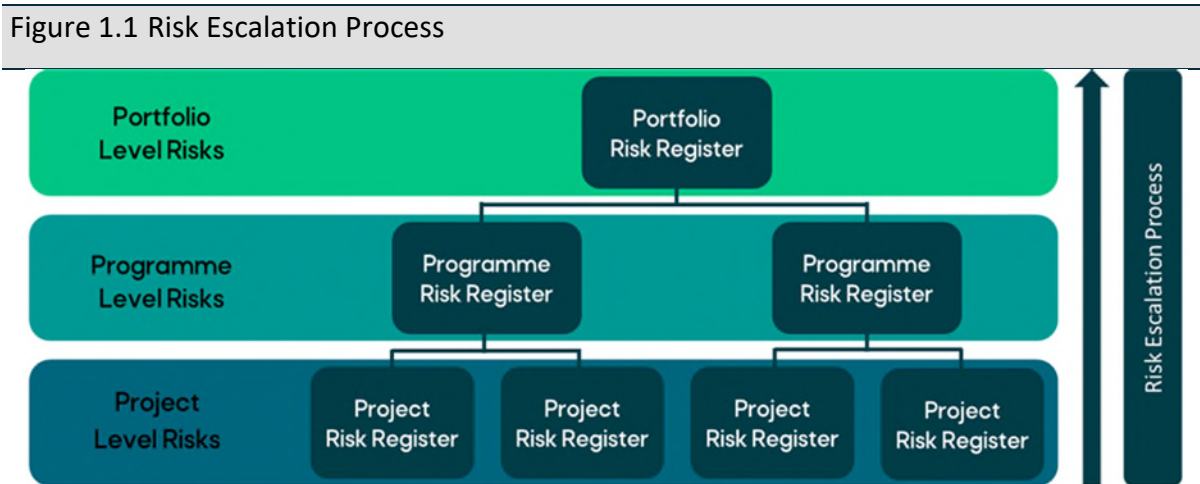 Figure 1.1 Risk Escalation Process
Portfolio
Level Risks
Portfolio
Risk Register
Programme
Level Risks
Programme
Risk Register
Programme
Risk Register
Project
Level Risks
Project
Risk Register
Project
Risk Register
Project
Risk Register
Project
Risk Register
Risk Escalation Process